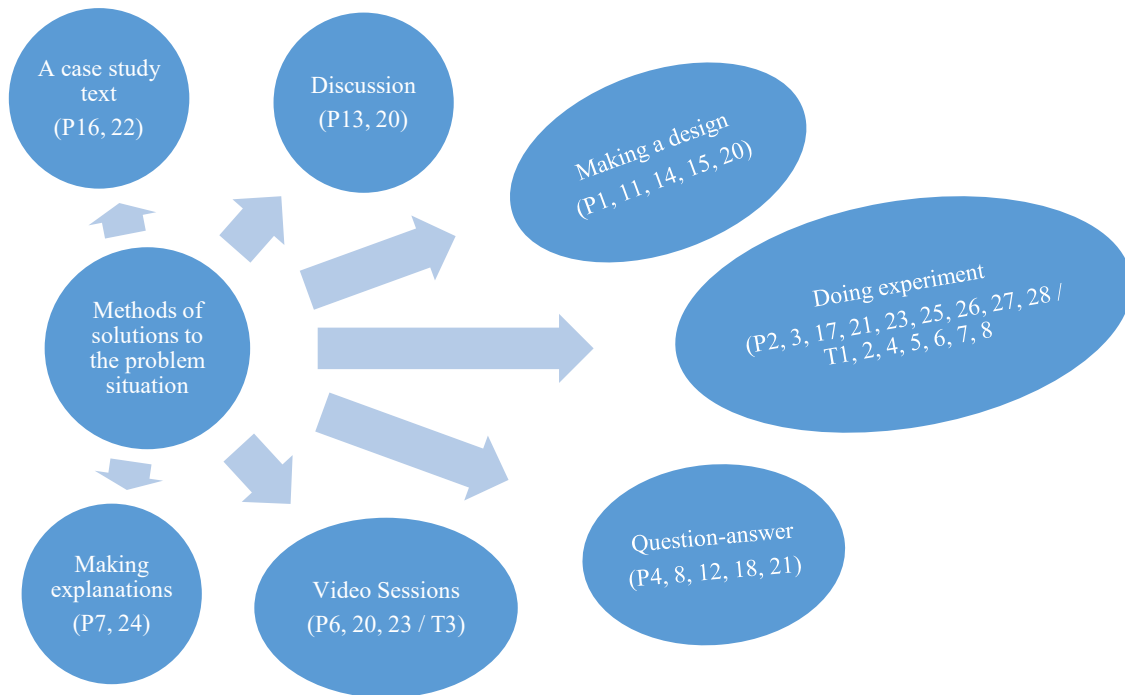 A case study
text
(P16, 22)
Discussion
(P13, 20)
Making a design
(P1, 11, 14, 15, 20)
Doing experiment
(P2, 3, 17, 21, 23, 25, 26, 27, 28 /
T1, 2, 4, 5, 6, 7, 8
Methods of
solutions to
the problem
situation
Question-answer
(P4, 8, 12, 18, 21)
Making
explanations
(P7, 24)
Video Sessions
(P6, 20, 23 / T3)